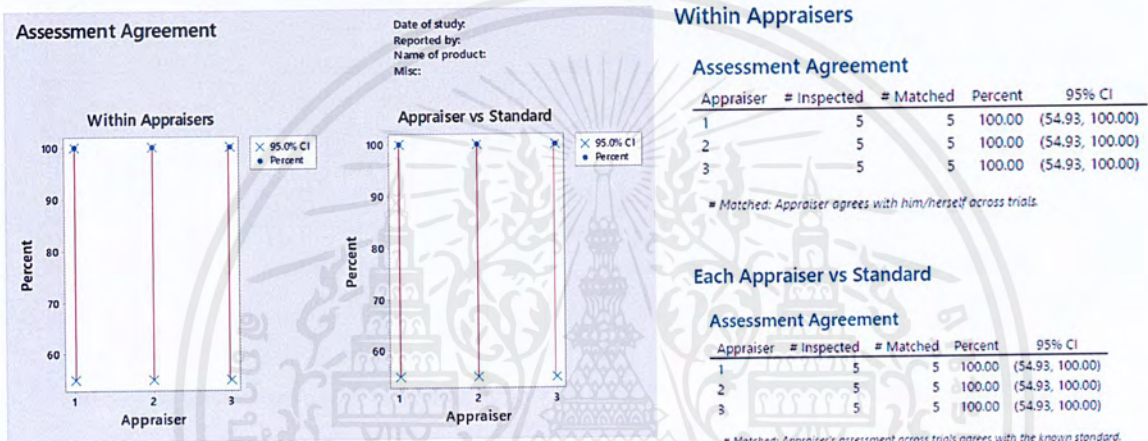 Assessment Agreement
Date of study:
Reported by:
Name of product:
Misc:
Within Appraisers
95.0% CI
Percent
100
90
80
70
60
Percent
1 2 3
Appraiser
Appraiser vs Standard
95.0% CI
Percent
100
90
80
70
60
Percent
1 2 3
Appraiser
Within Appraisers
Assessment Agreement
Appraiser # Inspected # Matched Percent 95% CI
1 5 5 100.00 (54.93, 100.00)
2 5 5 100.00 (54.93, 100.00)
3 5 5 100.00 (54.93, 100.00)
# Matched: Appraiser agrees with him/herself across trials.
Each Appraiser vs Standard
Assessment Agreement
Appraiser # Inspected # Matched Percent 95% CI
1 5 5 100.00 (54.93, 100.00)
2 5 5 100.00 (54.93, 100.00)
3 5 5 100.00 (54.93, 100.00)
# Matched: Appraiser's assessment across trials agrees with the known standard.